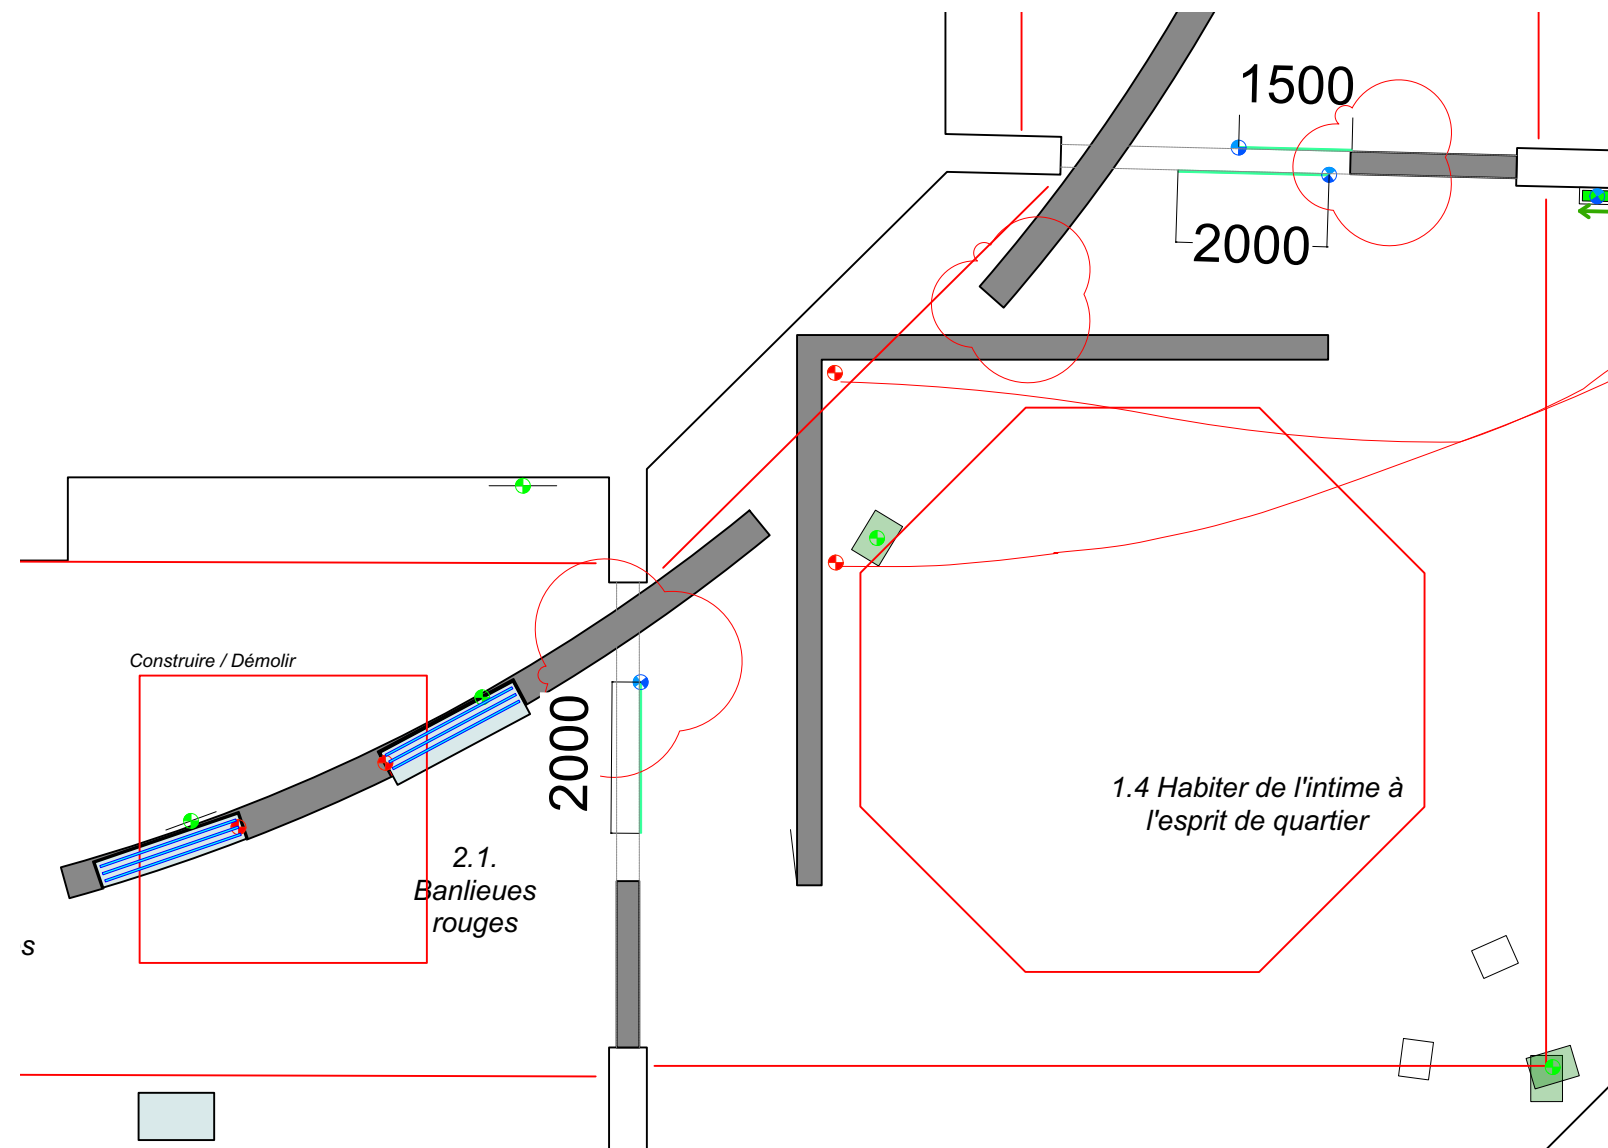 1500
2000
Construire / Démolir
2000
1.4 Habiter de l'intime à
l'esprit de quartier
2.1.
Banlieues
rouges
s